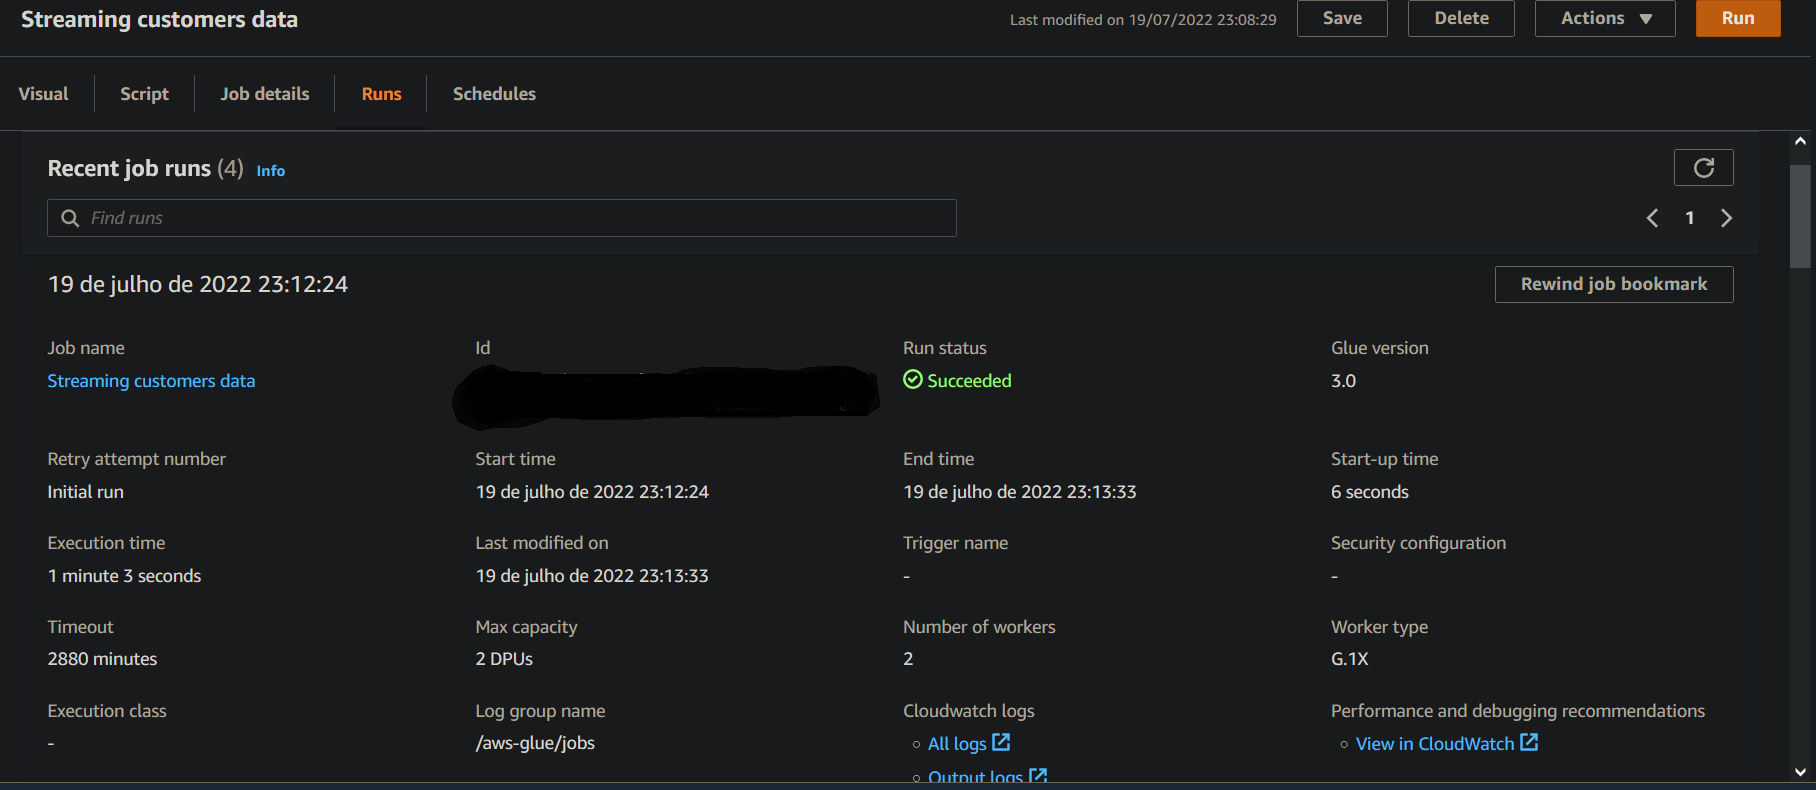 Streaming customers data
Last modified on 19/07/2022 23:08:29
Save
Delete
Actions
Run
Visual
Script
Job details
Runs
Schedules
Recent job runs (4) Info
Find runs
1
19 de julho de 2022 23:12:24
Rewind job bookmark
Job name
Id
Run status
Glue version
Streaming customers data
Succeeded
3.0
Retry attempt number
Start time
End time
Start-up time
Initial run
19 de julho de 2022 23:12:24
19 de julho de 2022 23:13:33
6 seconds
Execution time
Last modified on
Trigger name
Security configuration
1 minute 3 seconds
19 de julho de 2022 23:13:33
-
-
Timeout
Max capacity
Number of workers
Worker type
2880 minutes
2 DPUs
2
G.1X
Execution class
Log group name
Cloudwatch logs
Performance and debugging recommendations
-
/aws-glue/jobs
All logs
View in CloudWatch
Output logs